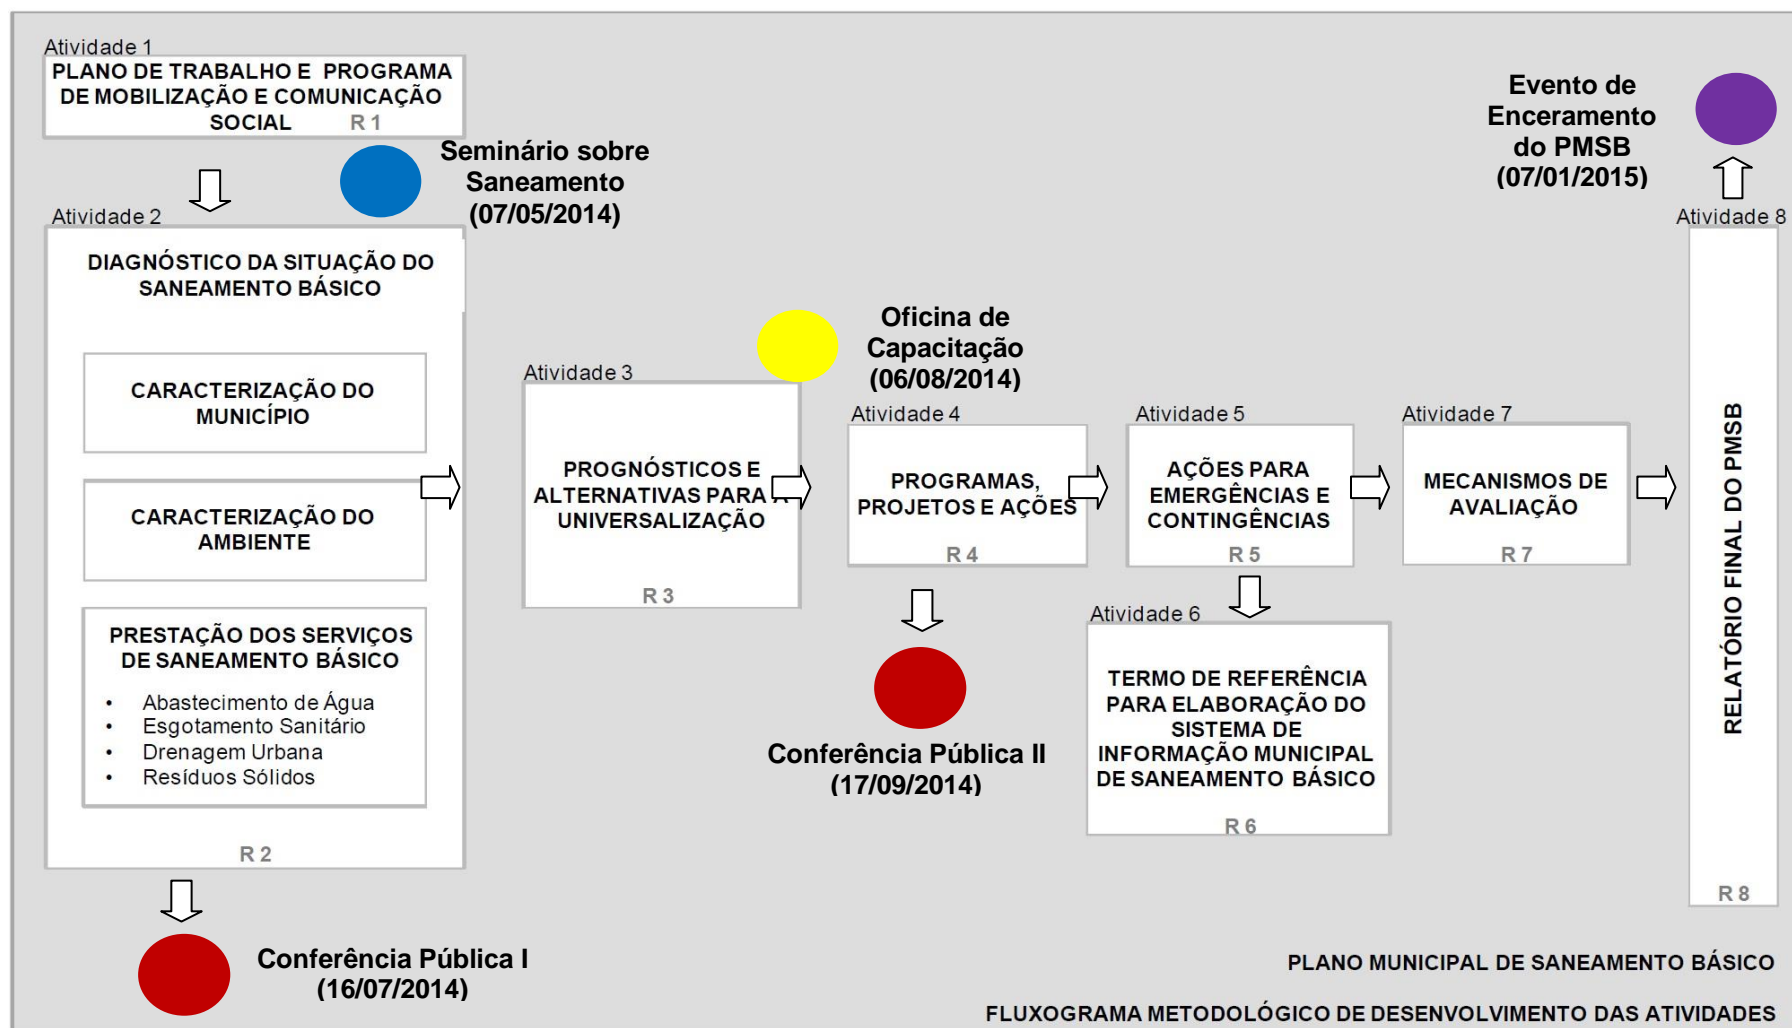 Atividade 1
PLANO DE TRABALHO E PROGRAMA
DE MOBILIZAÇÃO E COMUNICAÇÃO
SOCIAL R 1
Seminário sobre
Saneamento
(07/05/2014)
Atividade 2
DIAGNÓSTICO DA SITUAÇÃO DO
SANEAMENTO BÁSICO
CARACTERIZAÇÃO DO
MUNICÍPIO
CARACTERIZAÇÃO DO
AMBIENTE
PRESTAÇÃO DOS SERVIÇOS
DE SANEAMENTO BÁSICO
• Abastecimento de Água
• Esgotamento Sanitário
• Drenagem Urbana
• Resíduos Sólidos
R 2
Conferência Pública I
(16/07/2014)
Atividade 3
PROGNÓSTICOS E
ALTERNATIVAS PARA A
UNIVERSALIZAÇÃO
R 3
Oficina de
Capacitação
(06/08/2014)
Atividade 4
PROGRAMAS,
PROJETOS E AÇÕES
R 4
Conferência Pública II
(17/09/2014)
Atividade 5
AÇÕES PARA
EMERGÊNCIAS E
CONTINGÊNCIAS
R 5
Atividade 6
TERMO DE REFERÊNCIA
PARA ELABORAÇÃO DO
SISTEMA DE
INFORMAÇÃO MUNICIPAL
DE SANEAMENTO BÁSICO
R 6
Atividade 7
MECANISMOS DE
AVALIAÇÃO
R 7
Evento de
Enceramento
do PMSB
(07/01/2015)
Atividade 8
RELATÓRIO FINAL DO PMSB
R 8
PLANO MUNICIPAL DE SANEAMENTO BÁSICO
FLUXOGRAMA METODOLÓGICO DE DESENVOLVIMENTO DAS ATIVIDADES